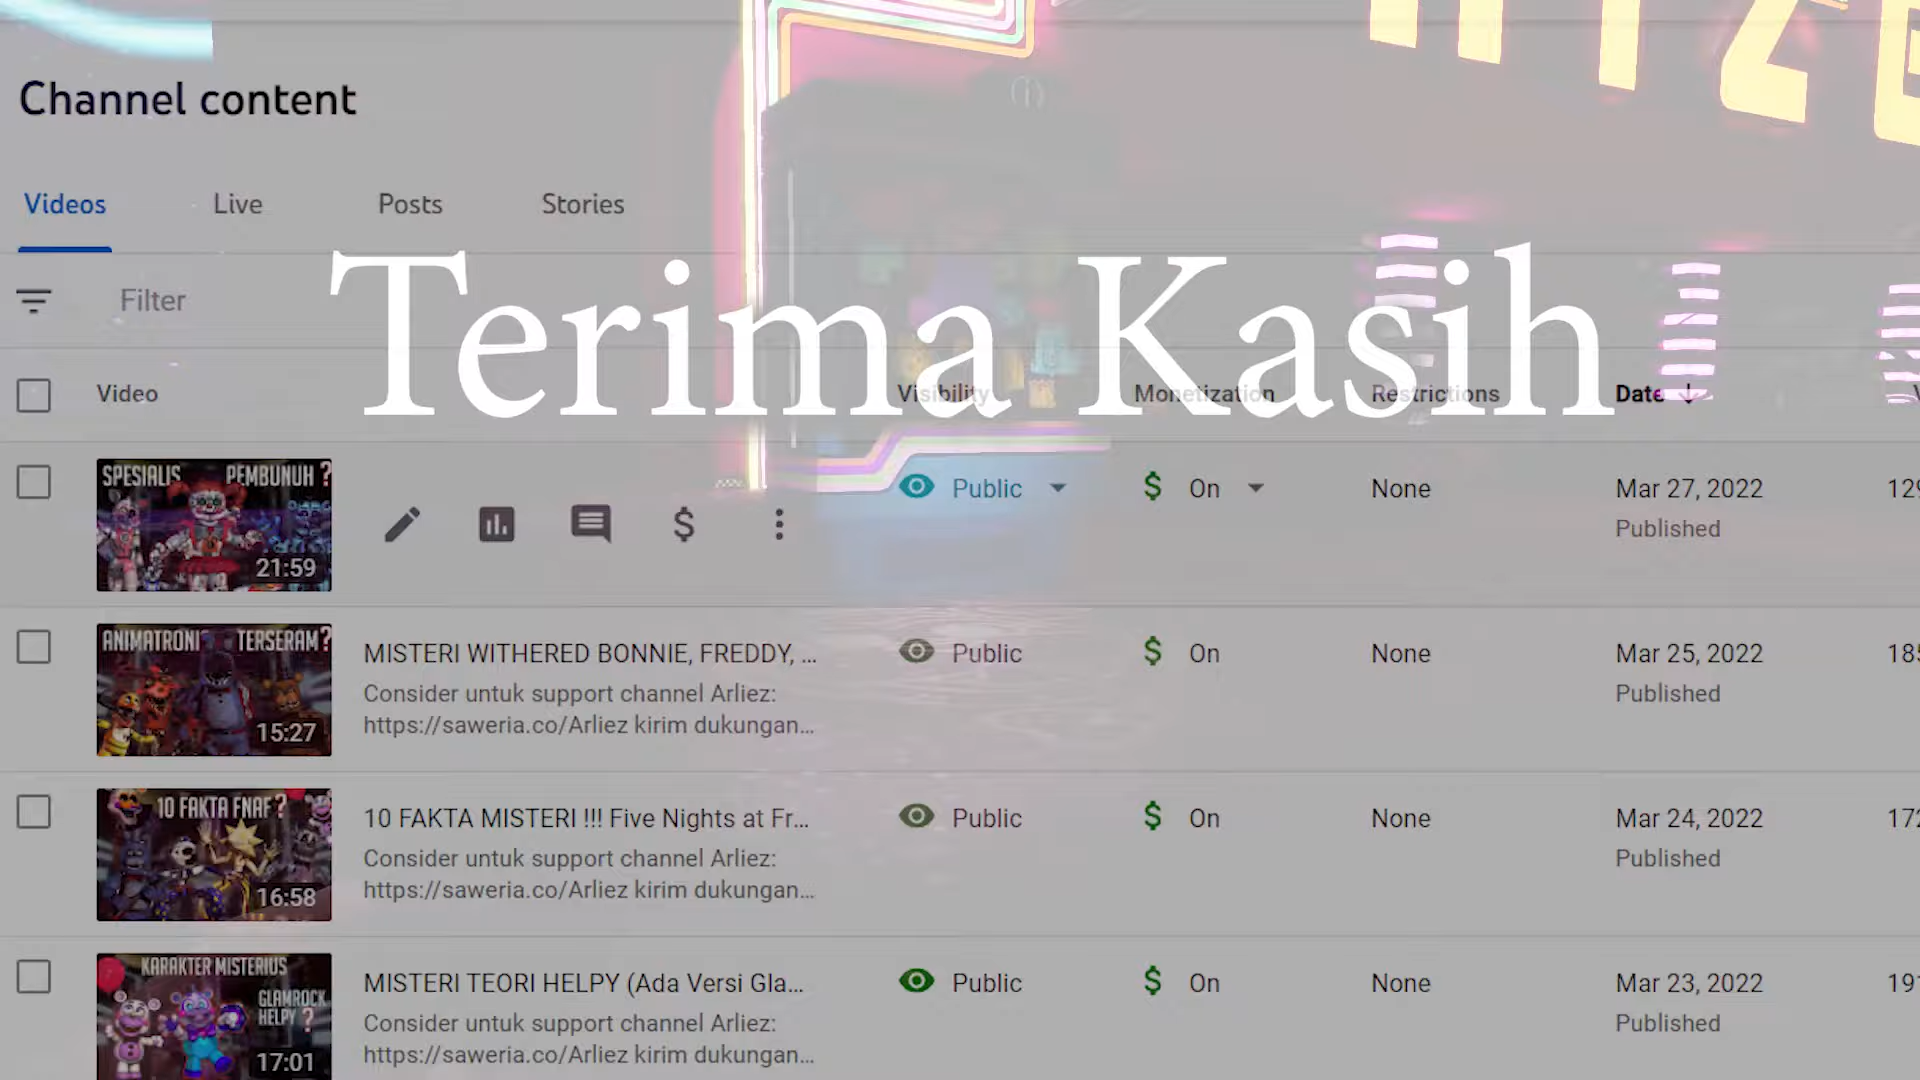 Channel content
Videos Live Posts Stories
Terima Kasih
Filter
Video Visibility Monetization Restrictions Date
SPESIALIS PEMBUNUH ?
21:59
Public $ On None Mar 27, 2022
Published
ANIMATRONI TERSERAM?
15:27
MISTERI WITHERED BONNIE, FREDDY, ...
Consider untuk support channel Arliez:
https://saweria.co/Arliez kirim dukungan...
Public $ On None Mar 25, 2022
Published
10 FAKTA FNAF ?
16:58
10 FAKTA MISTERI !!! Five Nights at Fr...
Consider untuk support channel Arliez:
https://saweria.co/Arliez kirim dukungan...
Public $ On None Mar 24, 2022
Published
KARAKTER MISTERIUS
GLAMROCK
HELPY ?
17:01
MISTERI TEORI HELPY (Ada Versi Gla...
Consider untuk support channel Arliez:
https://saweria.co/Arliez kirim dukungan...
Public $ On None Mar 23, 2022
Published